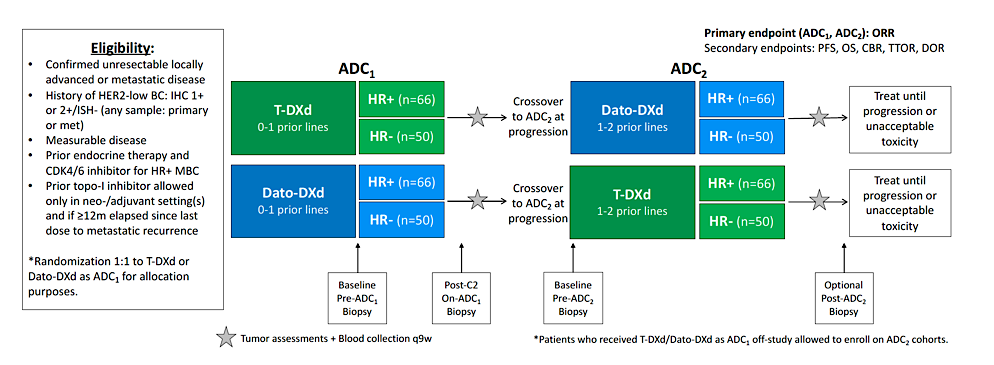 Eligibility:
• Confirmed unresectable locally
advanced or metastatic disease
• History of HER2-low BC: IHC 1+
or 2+/ISH- (any sample: primary
or met)
• Measurable disease
• Prior endocrine therapy and
CDK4/6 inhibitor for HR+ MBC
• Prior topo-I inhibitor allowed
only in neo-/adjuvant setting(s)
and if ≥12m elapsed since last
dose to metastatic recurrence
*Randomization 1:1 to T-DXd or
Dato-DXd as ADC1 for allocation
purposes.
Primary endpoint (ADC1, ADC2): ORR
Secondary endpoints: PFS, OS, CBR, TTOR, DOR
ADC1
ADC2
T-DXd
0-1 prior lines
HR+ (n=66)
HR- (n=50)
Crossover
to ADC2 at
progression
Dato-DXd
1-2 prior lines
HR+ (n=66)
HR- (n=50)
Treat until
progression or
unacceptable
toxicity
Dato-DXd
0-1 prior lines
HR+ (n=66)
HR- (n=50)
Crossover
to ADC2 at
progression
T-DXd
1-2 prior lines
HR+ (n=66)
HR- (n=50)
Treat until
progression or
unacceptable
toxicity
Baseline
Pre-ADC1
Biopsy
Post-C2
On-ADC1
Biopsy
Baseline
Pre-ADC2
Biopsy
Optional
Post-ADC2
Biopsy
Tumor assessments + Blood collection q9w
*Patients who received T-DXd/Dato-DXd as ADC1 off-study allowed to enroll on ADC2 cohorts.